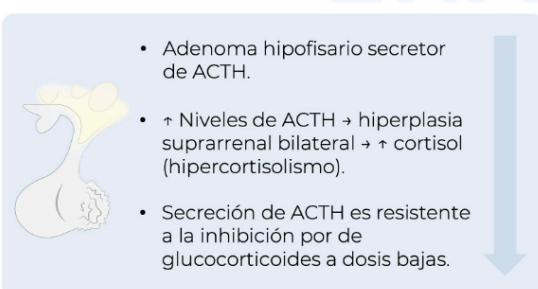 • Adenoma hipofisario secretor
de ACTH.
• ↑ Niveles de ACTH → hiperplasia
suprarrenal bilateral → ↑ cortisol
(hipercortisolismo).
• Secreción de ACTH es resistente
a la inhibición por de
glucocorticoides a dosis bajas.